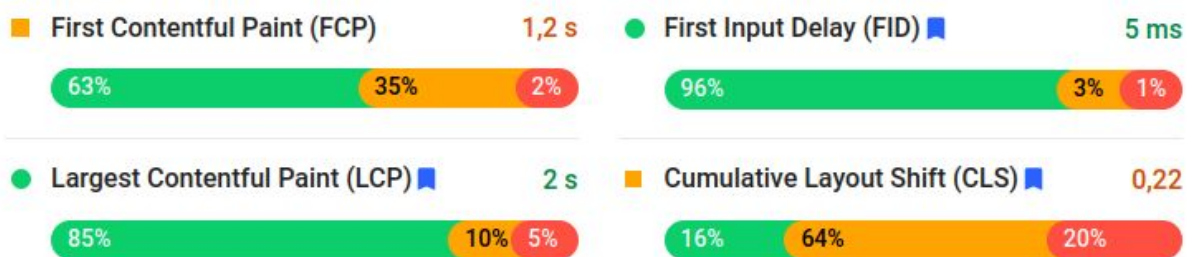 First Contentful Paint (FCP) 1,2 s
63% 35% 2%
First Input Delay (FID) 5 ms
96% 3% 1%
Largest Contentful Paint (LCP) 2 s
85% 10% 5%
Cumulative Layout Shift (CLS) 0,22
16% 64% 20%